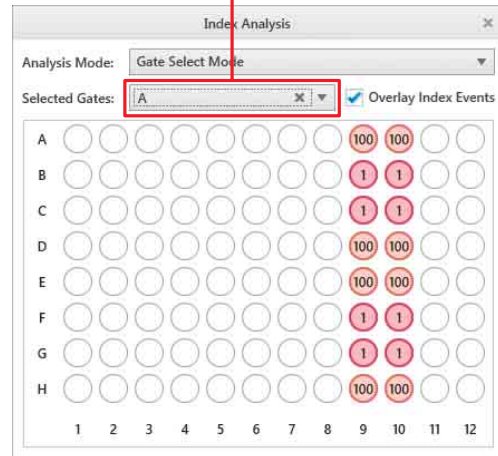 Index Analysis
Analysis Mode: Gate Select Mode
Selected Gates: A Overlay Index Events
A 100 100
B 1 1
C 1 1
D 100 100
E 100 100
F 1 1
G 1 1
H 100 100
1 2 3 4 5 6 7 8 9 10 11 12